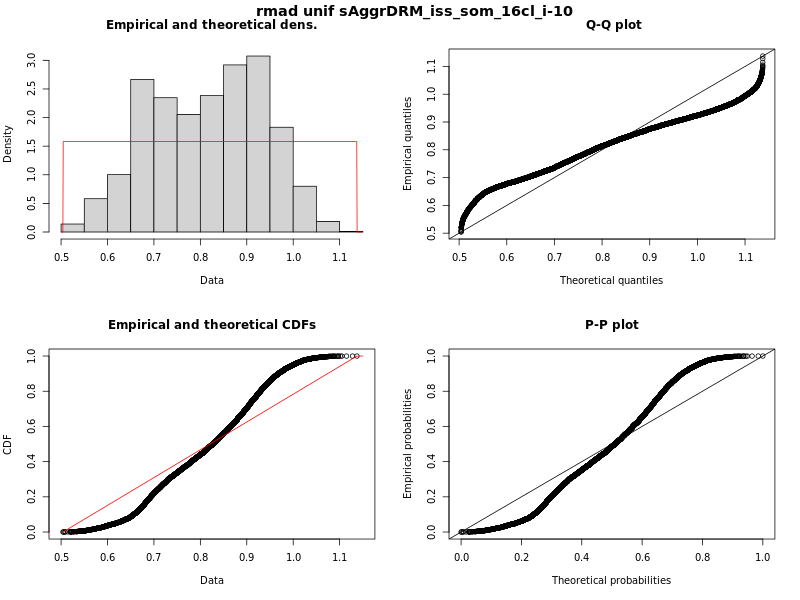 rmad unif sAggrDRM_iss_som_16cl_i-10
Empirical and theoretical dens.
Density
0.0 0.5 1.0 1.5 2.0 2.5 3.0
0.5 0.6 0.7 0.8 0.9 1.0 1.1
Data
Q-Q plot
Empirical quantiles
0.5 0.6 0.7 0.8 0.9 1.0 1.1
0.5 0.6 0.7 0.8 0.9 1.0 1.1
Theoretical quantiles
Empirical and theoretical CDFs
CDF
0.0 0.2 0.4 0.6 0.8 1.0
0.5 0.6 0.7 0.8 0.9 1.0 1.1
Data
P-P plot
Empirical probabilities
0.0 0.2 0.4 0.6 0.8 1.0
0.0 0.2 0.4 0.6 0.8 1.0
Theoretical probabilities